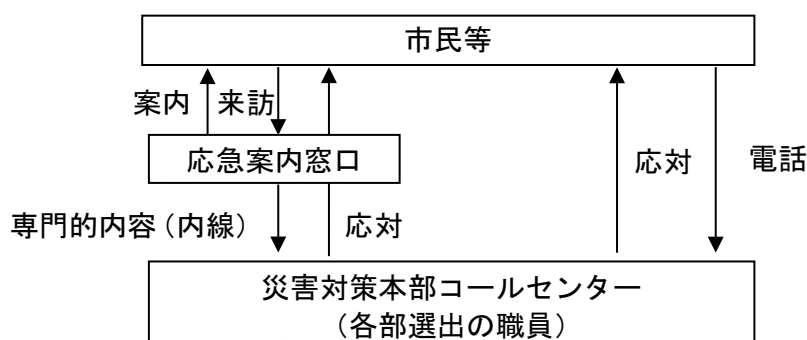 市民等
案内
来訪
応急案内窓口
応対
電話
専門的内容（内線）
応対
災害対策本部コールセンター
（各部選出の職員）